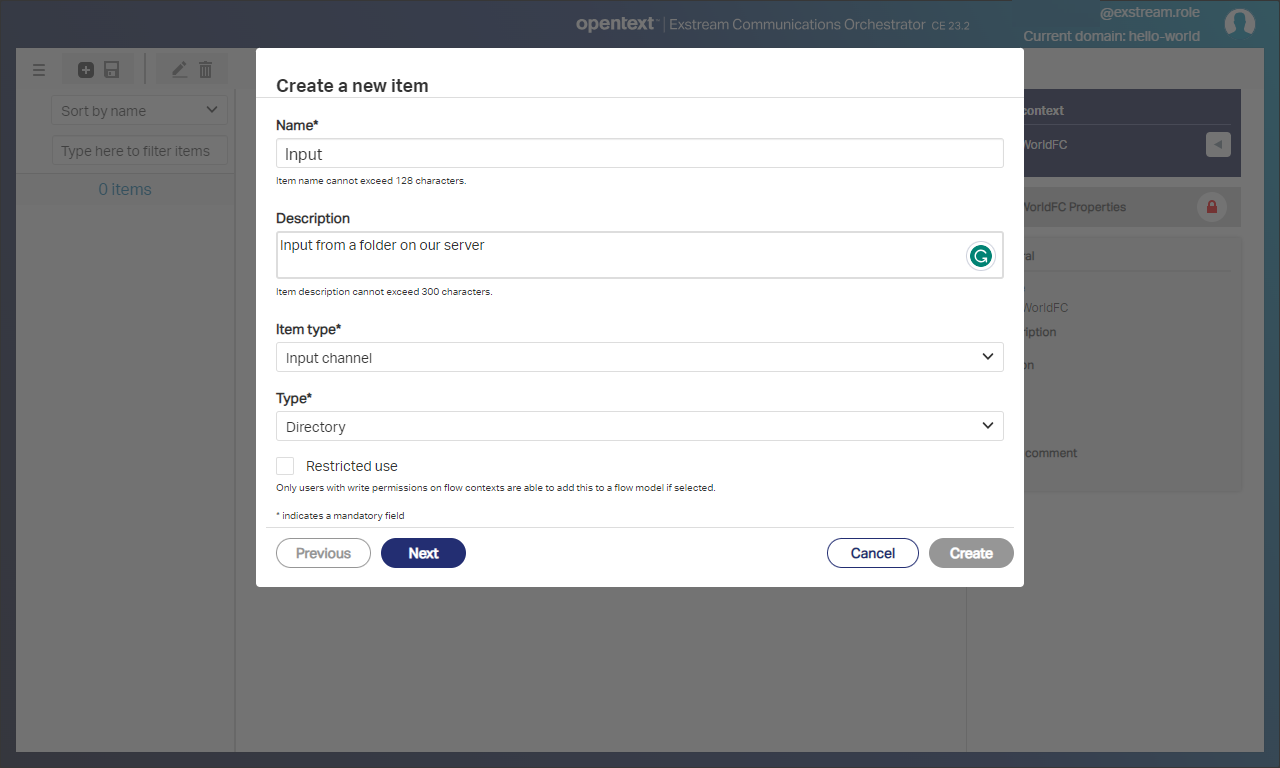 opentext™ | Exstream Communications Orchestrator CE 23.2
@exstream.role
Current domain: hello-world
Sort by name
Type here to filter items
0 items
Create a new item
Name*
Input
Item name cannot exceed 128 characters.
Description
Input from a folder on our server
Item description cannot exceed 300 characters.
Item type*
Input channel
Type*
Directory
Restricted use
Only users with write permissions on flow contexts are able to add this to a flow model if selected.
* indicates a mandatory field
Previous
Next
Cancel
Create
context
WorldFC
WorldFC Properties
WorldFC
comment